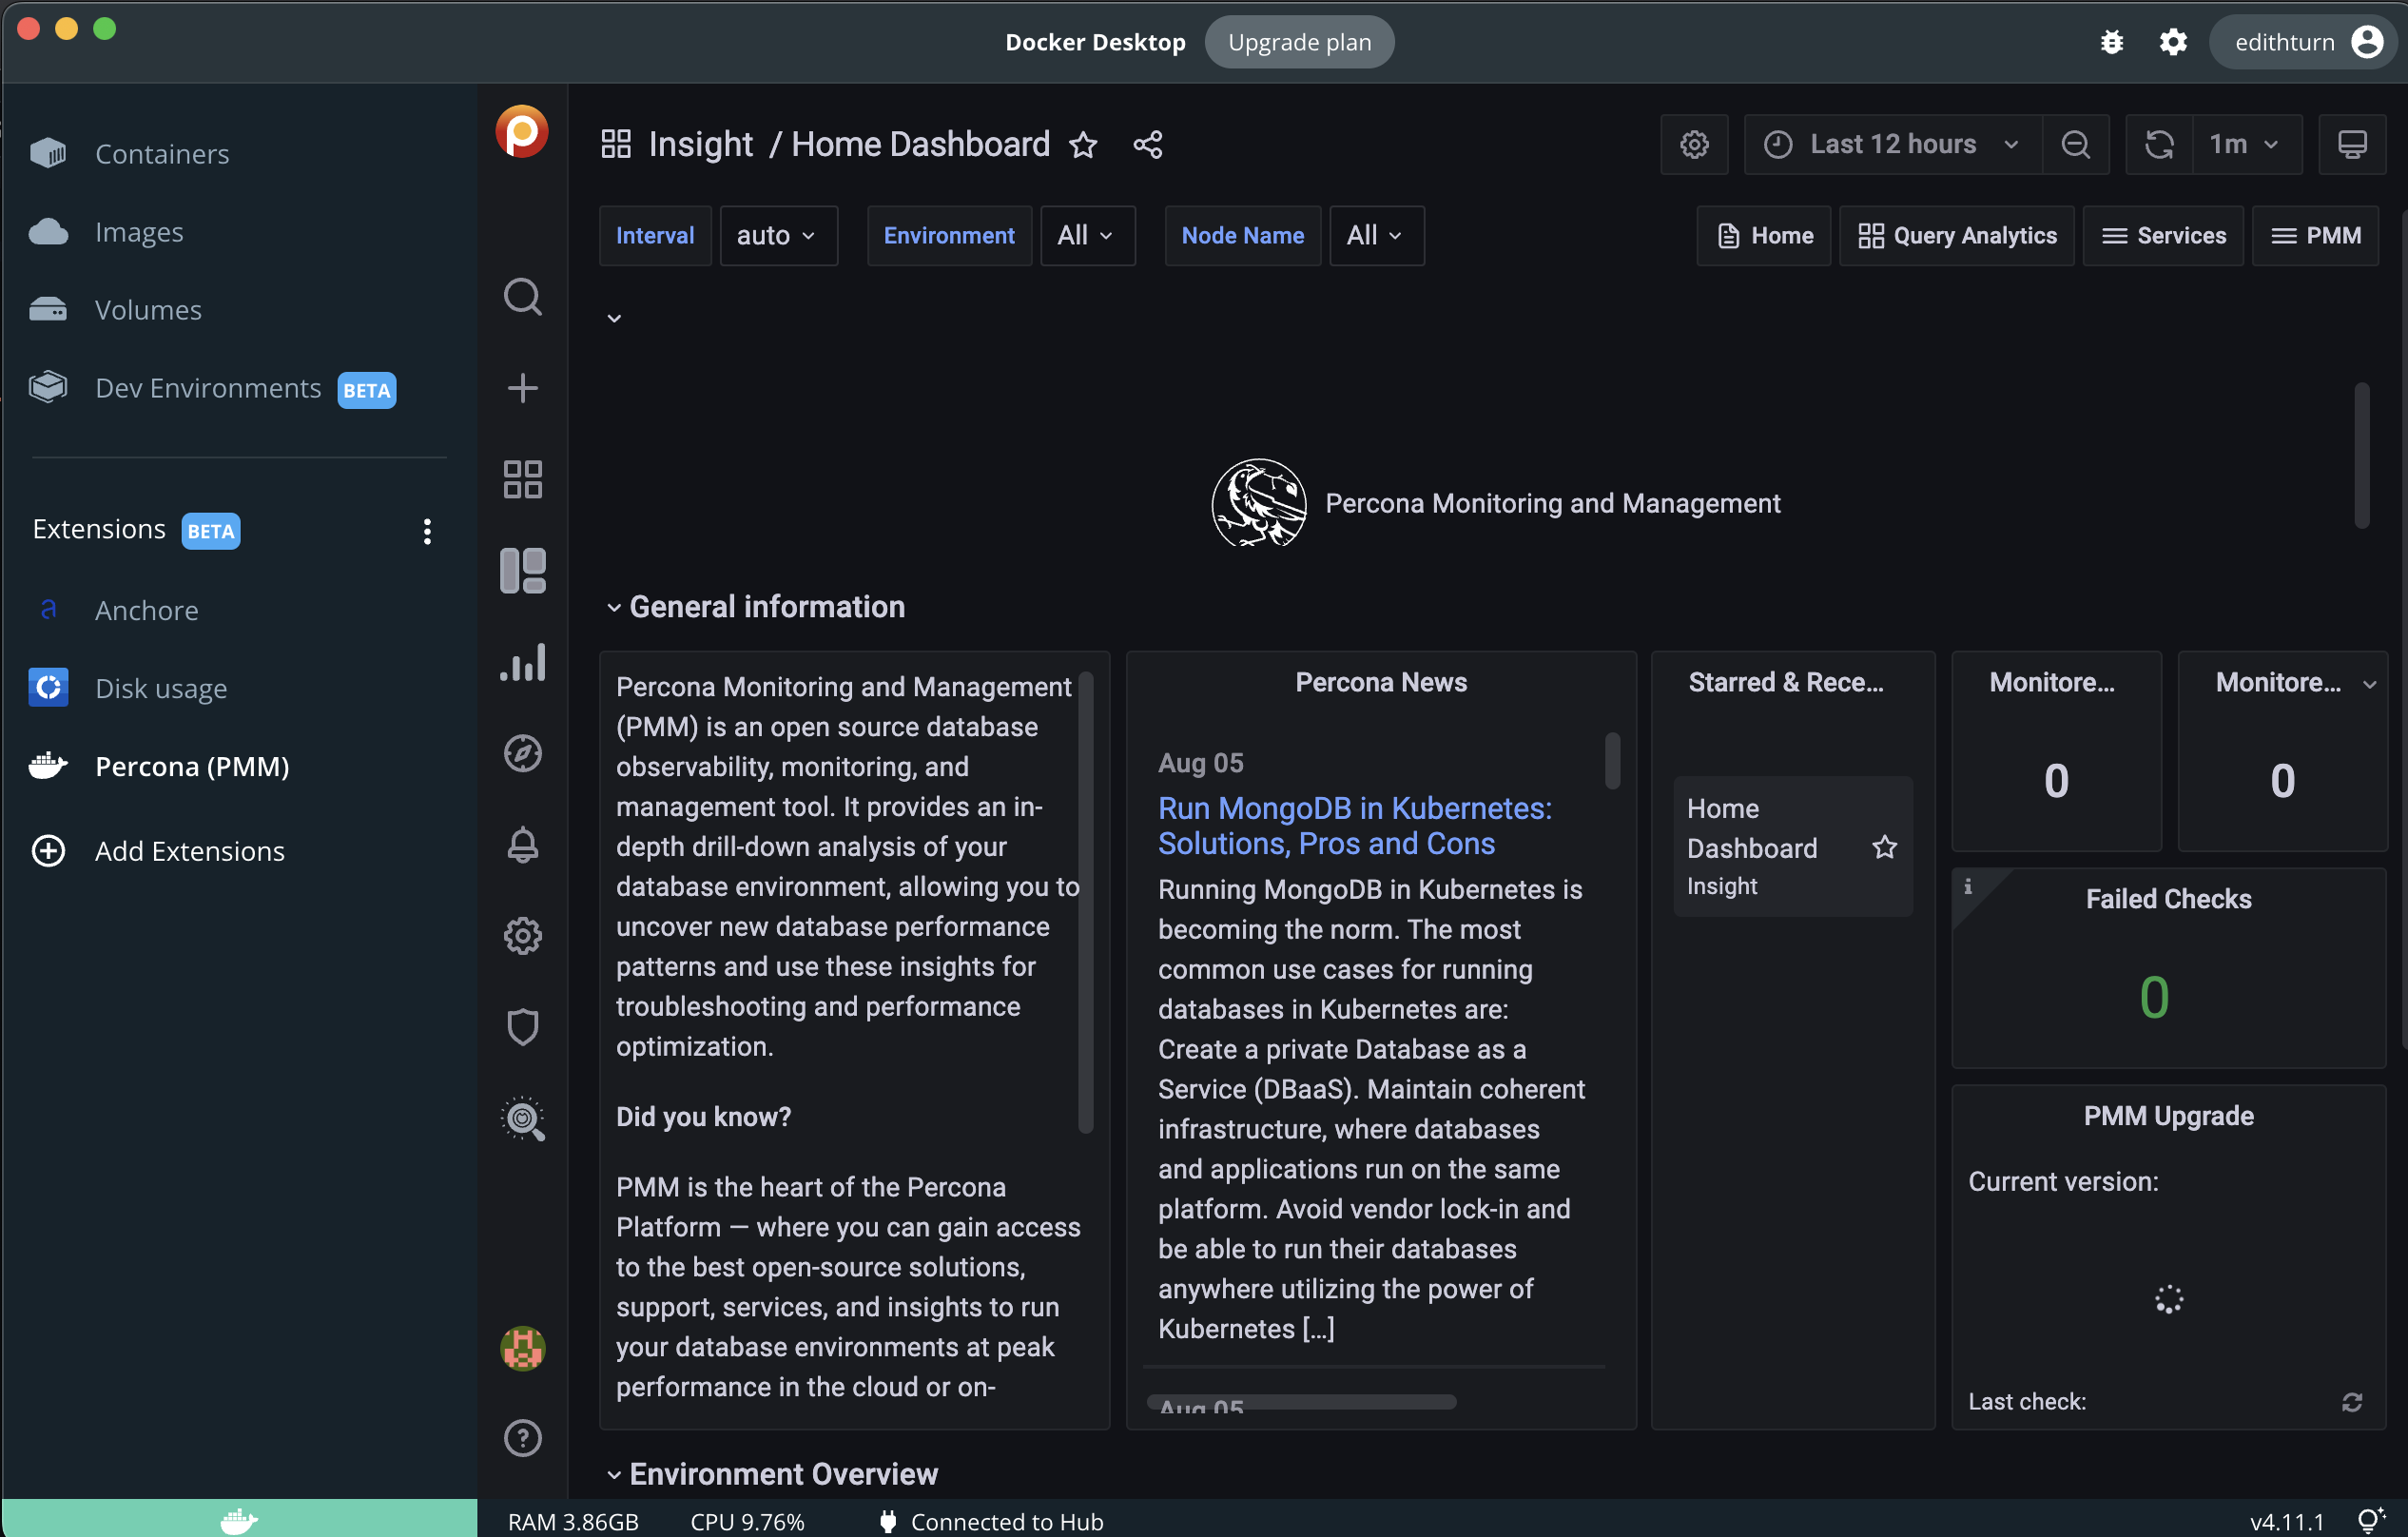 Docker Desktop
Upgrade plan
edithturn
Containers
Images
Volumes
Dev Environments BETA
Extensions BETA
Anchore
Disk usage
Percona (PMM)
Add Extensions
Insight / Home Dashboard
Last 12 hours
1m
Interval auto
Environment All
Node Name All
Home
Query Analytics
Services
PMM
Percona Monitoring and Management
General information
Percona Monitoring and Management
(PMM) is an open source database
observability, monitoring, and
management tool. It provides an in-
depth drill-down analysis of your
database environment, allowing you to
uncover new database performance
patterns and use these insights for
troubleshooting and performance
optimization.
Did you know?
PMM is the heart of the Percona
Platform — where you can gain access
to the best open-source solutions,
support, services, and insights to run
your database environments at peak
performance in the cloud or on-
Percona News
Aug 05
Run MongoDB in Kubernetes:
Solutions, Pros and Cons
Running MongoDB in Kubernetes is
becoming the norm. The most
common use cases for running
databases in Kubernetes are:
Create a private Database as a
Service (DBaaS). Maintain coherent
infrastructure, where databases
and applications run on the same
platform. Avoid vendor lock-in and
be able to run their databases
anywhere utilizing the power of
Kubernetes […]
Aug 05
Starred & Rece...
Home
Dashboard
Insight
Monitore...
0
Monitore...
0
Failed Checks
0
PMM Upgrade
Current version:
Last check:
Environment Overview
RAM 3.86GB
CPU 9.76%
Connected to Hub
v4.11.1